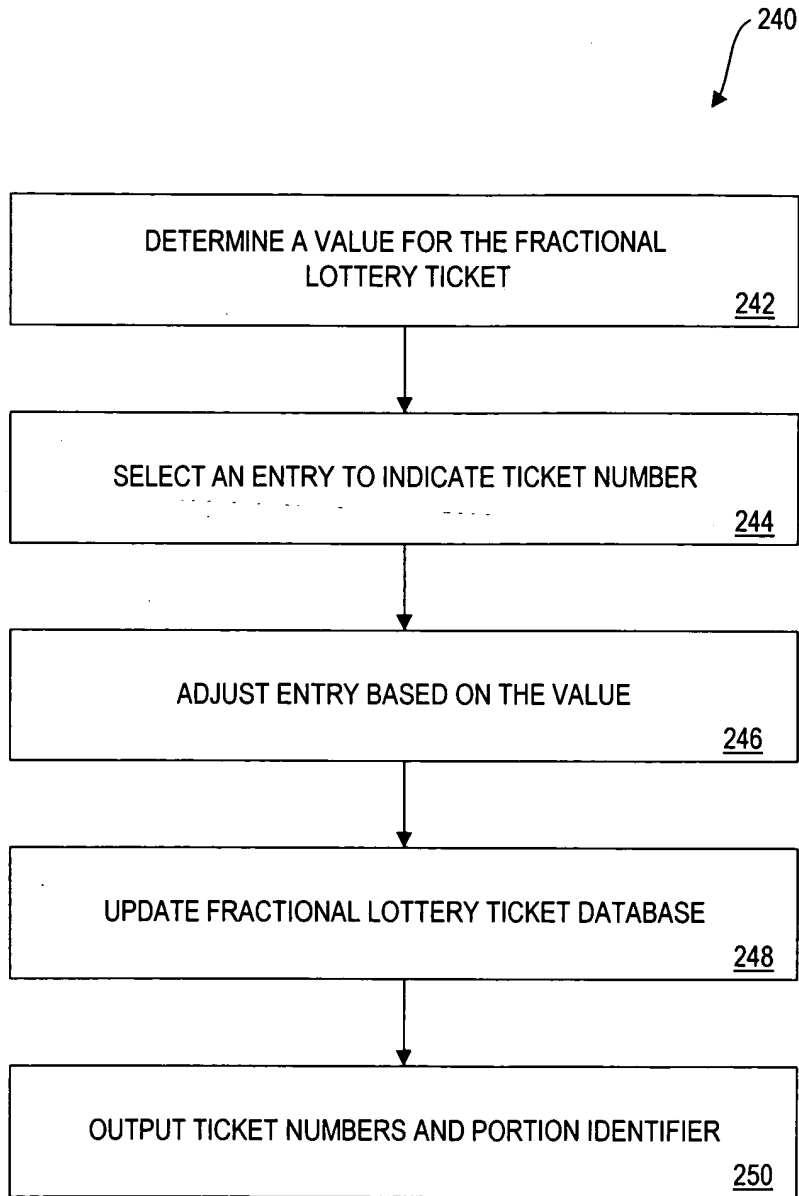 240
DETERMINE A VALUE FOR THE FRACTIONAL
LOTTERY TICKET
242
SELECT AN ENTRY TO INDICATE TICKET NUMBER
244
ADJUST ENTRY BASED ON THE VALUE
246
UPDATE FRACTIONAL LOTTERY TICKET DATABASE
248
OUTPUT TICKET NUMBERS AND PORTION IDENTIFIER
250